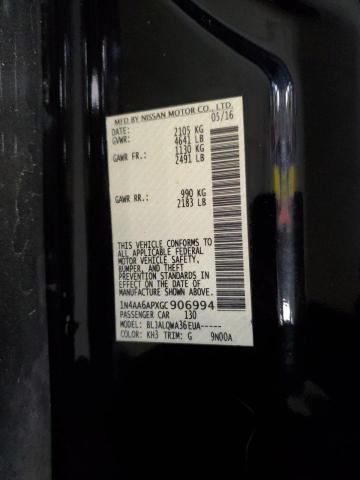 MFD BY NISSAN MOTOR CO., LTD.
DATE: 05/16
GVWR: 2105 KG
4641 LB
GAWR FR.: 1130 KG
2491 LB
GAWR RR.: 990 KG
2183 LB
THIS VEHICLE CONFORMS TO
ALL APPLICABLE FEDERAL
MOTOR VEHICLE SAFETY,
BUMPER, AND THEFT
PREVENTION STANDARDS IN
EFFECT ON THE DATE OF
MANUFACTURE SHOWN ABOVE
1N4AA6APXGC906994
PASSENGER CAR 130
MODEL: BLJALQWA36EUA-----
COLOR: KH3 TRIM: G 9N00A